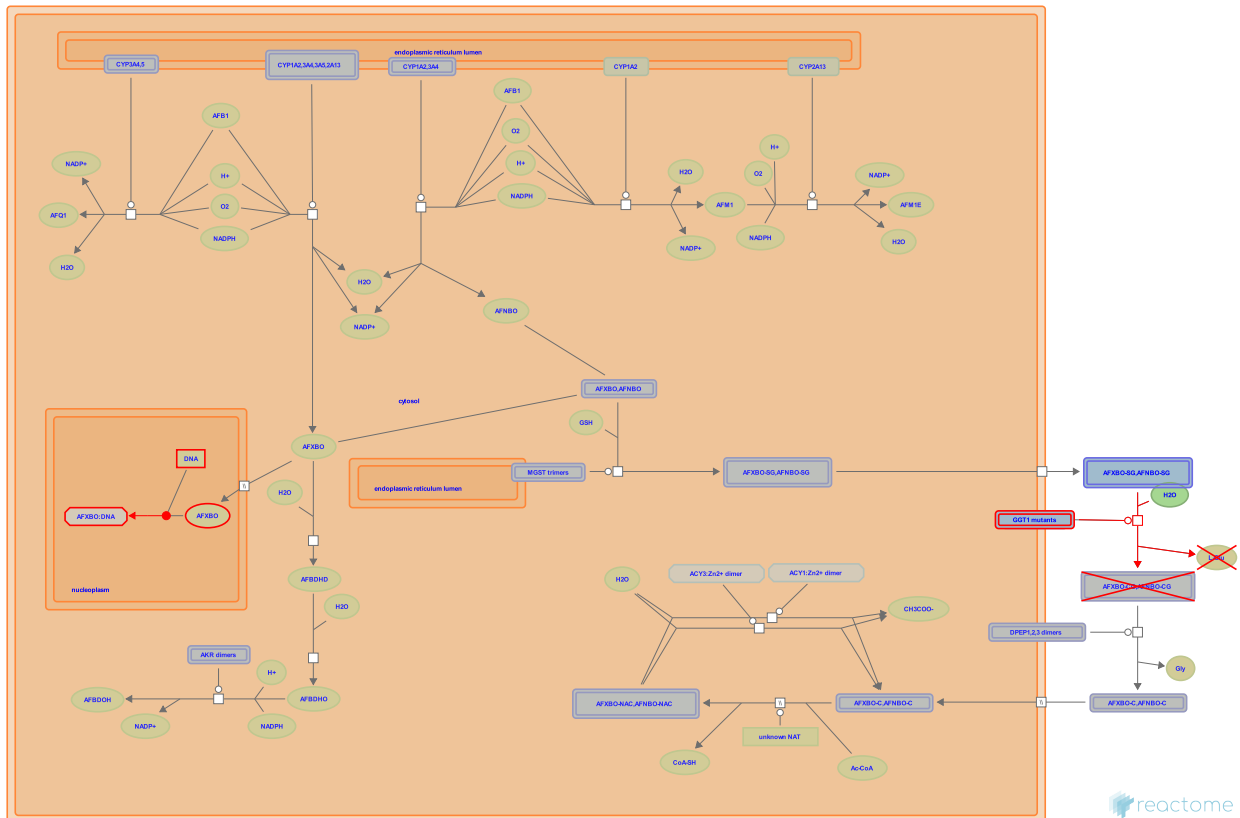 endoplasmic reticulum lumen
CYP3A4,5
CYP1A2,3A4,3A5,2A13
CYP1A2,3A4
CYP1A2
CYP2A13
AFB1
AFB1
O2
H+
NADPH
H+
O2
NADPH
NADP+
AFQ1
H2O
H2O
NADP+
AFM1
H+
O2
NADPH
NADP+
AFM1E
H2O
H2O
NADP+
AFNBO
AFXBO,AFNBO
cytosol
GSH
AFXBO
DNA
AFXBO:DNA
AFXBO
nucleoplasm
\\
H2O
endoplasmic reticulum lumen
MGST trimers
AFXBO-SG,AFNBO-SG
AFXBO-SG,AFNBO-SG
H2O
GGT1 mutants
AFXBO-CG,AFNBO-CG
DPEP1,2,3 dimers
Gly
AFXBO-C,AFNBO-C
\\
AFBDHD
H2O
AKR dimers
H+
AFBDOH
NADP+
NADPH
AFBDHO
H2O
ACY3:Zn2+ dimer
ACY1:Zn2+ dimer
CH3COO-
AFXBO-NAC,AFNBO-NAC
\\
AFXBO-C,AFNBO-C
unknown NAT
CoA-SH
Ac-CoA
reactome